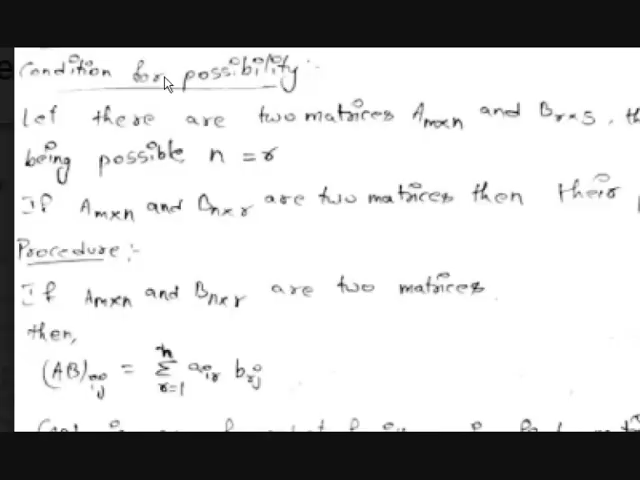 Condition for possibility :-
Let there are two matrices Amxn and Brxs, th
being possible n = r
If Amxn and Bnxr are two matrices then their
Procedure :-
If Amxn and Bnxr are two matrices
then,
(AB)ij = n Σ r=1 air brj